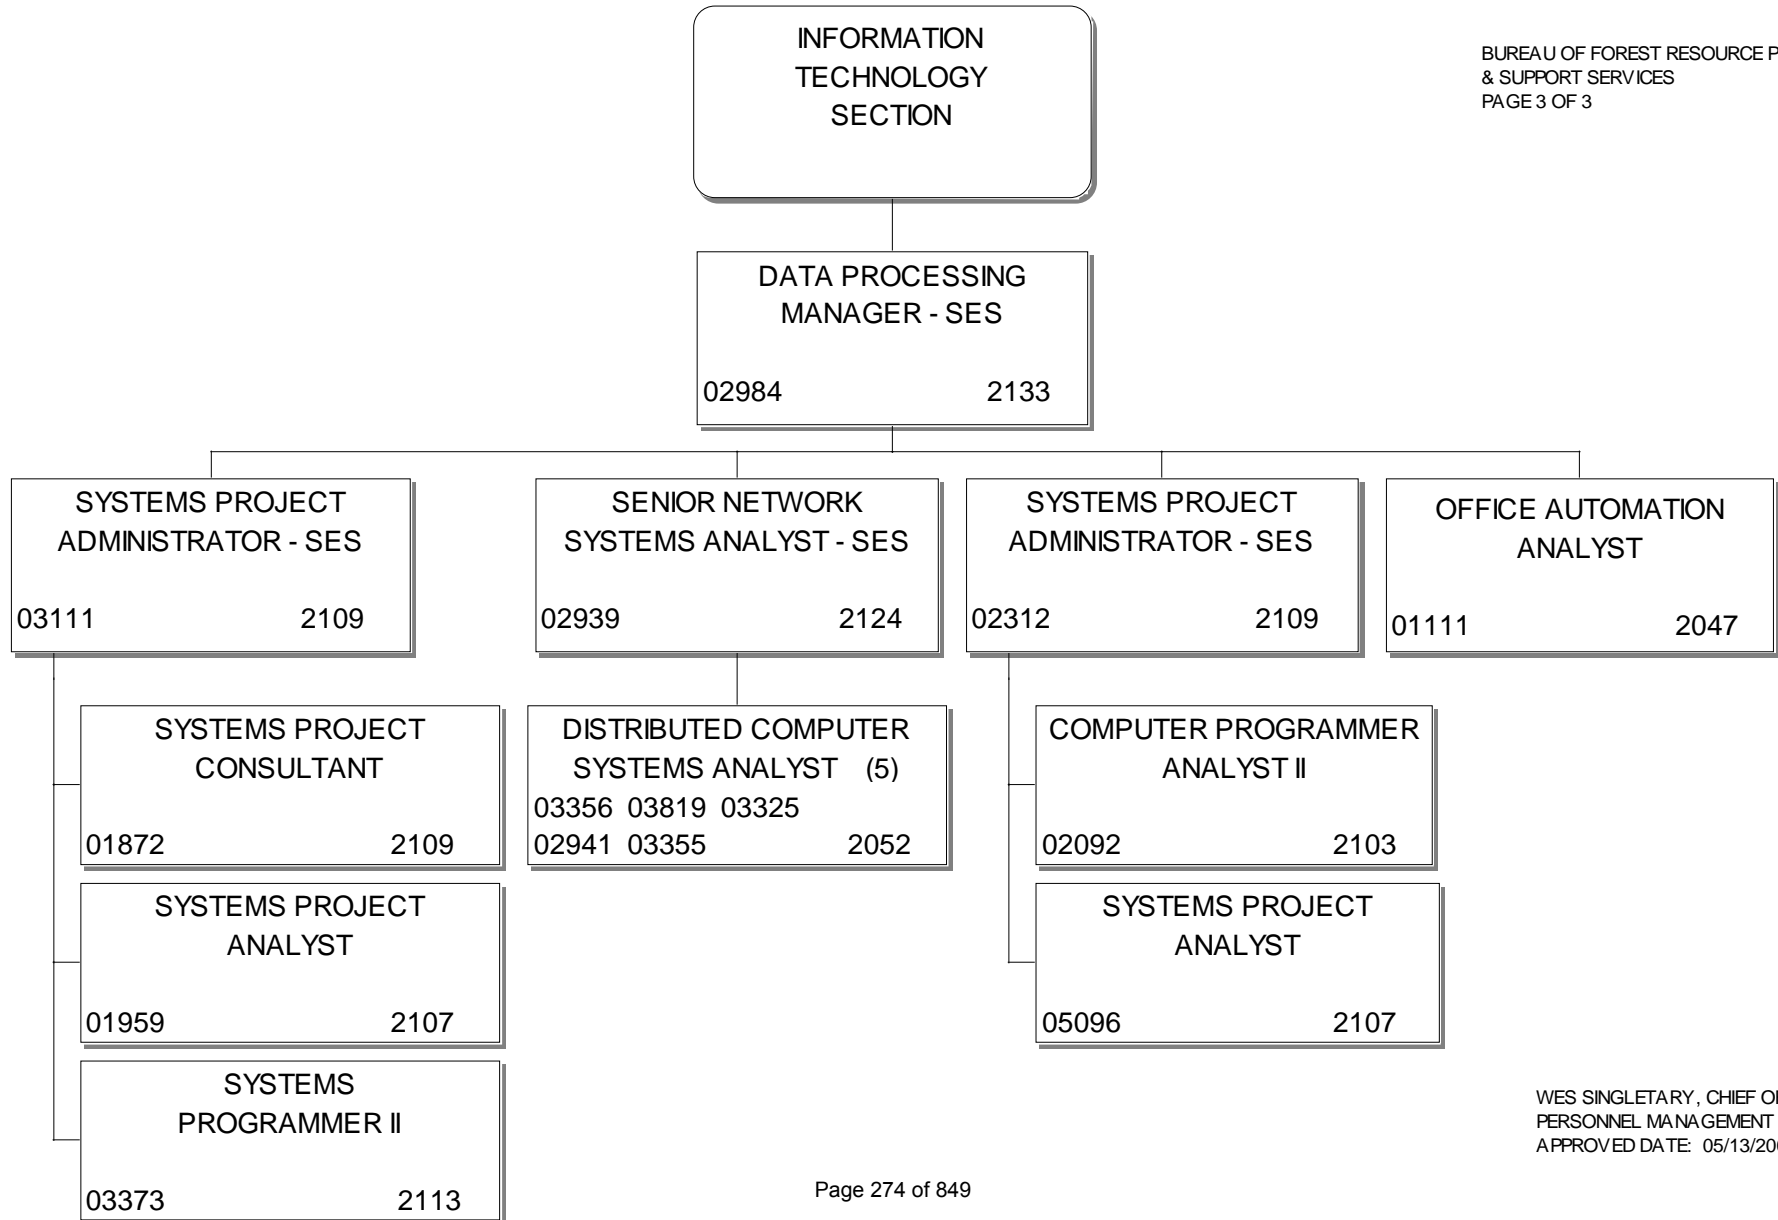 INFORMATION
TECHNOLOGY
SECTION
BUREAU OF FOREST RESOURCE
& SUPPORT SERVICES
PAGE 3 OF 3
DATA PROCESSING
MANAGER - SES
02984 2133
SYSTEMS PROJECT
ADMINISTRATOR - SES
03111 2109
SENIOR NETWORK
SYSTEMS ANALYST - SES
02939 2124
SYSTEMS PROJECT
ADMINISTRATOR - SES
02312 2109
OFFICE AUTOMATION
ANALYST
01111 2047
SYSTEMS PROJECT
CONSULTANT
01872 2109
DISTRIBUTED COMPUTER
SYSTEMS ANALYST (5)
03356 03819 03325
02941 03355 2052
COMPUTER PROGRAMMER
ANALYST II
02092 2103
SYSTEMS PROJECT
ANALYST
01959 2107
SYSTEMS PROJECT
ANALYST
05096 2107
SYSTEMS
PROGRAMMER II
03373 2113
WES SINGLETARY, CHIEF
PERSONNEL MANAGEMENT
APPROVED DATE:
Page 274 of 849